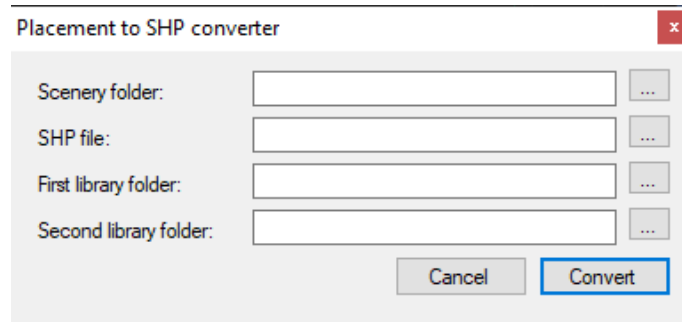 Placement to SHP converter x
Scenery folder: ...
SHP file: ...
First library folder: ...
Second library folder: ...
Cancel Convert